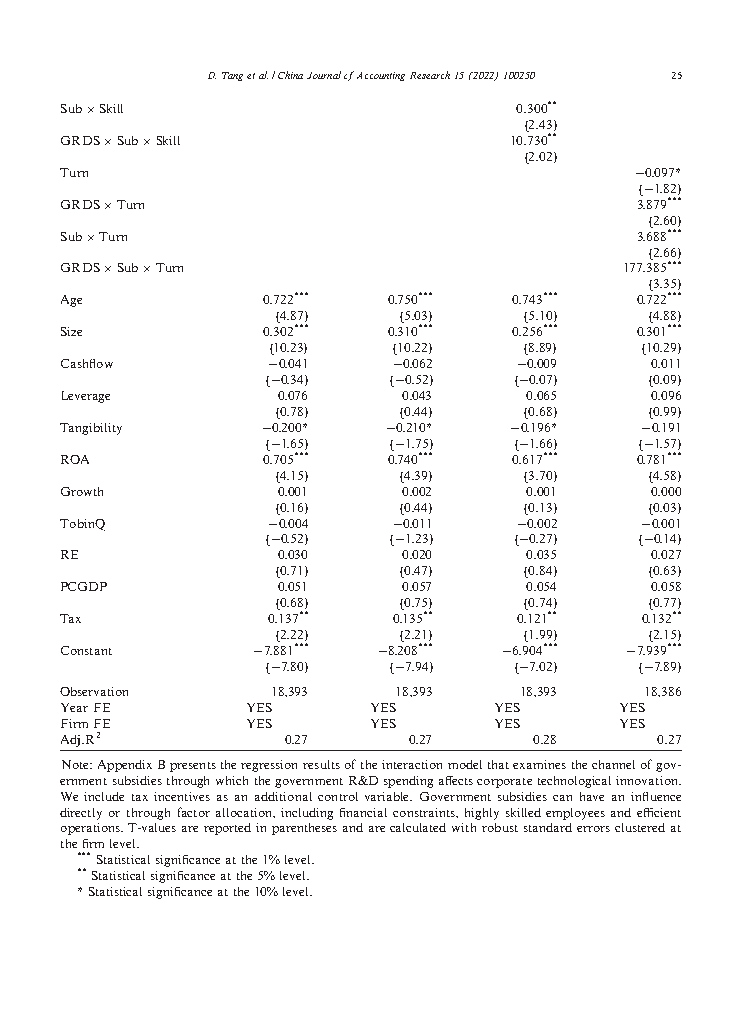 D. Tang et al. / China Journal of Accounting Research 15 (2022) 100250 25
Sub × Skill 0.300**
(2.43)
GRDS × Sub × Skill 10.730**
(2.02)
Turn −0.097*
(−1.82)
GRDS × Turn 3.879***
(2.60)
Sub × Turn 3.688***
(2.66)
GRDS × Sub × Turn 177.385***
(3.35)
Age 0.722*** 0.750*** 0.743*** 0.722***
(4.87) (5.03) (5.10) (4.88)
Size 0.302*** 0.310*** 0.256*** 0.301***
(10.23) (10.22) (8.89) (10.29)
Cashflow −0.041 −0.062 −0.009 0.011
(−0.34) (−0.52) (−0.07) (0.09)
Leverage 0.076 0.043 0.065 0.096
(0.78) (0.44) (0.68) (0.99)
Tangibility −0.200* −0.210* −0.196* −0.191
(−1.65) (−1.75) (−1.66) (−1.57)
ROA 0.705*** 0.740*** 0.617*** 0.781***
(4.15) (4.39) (3.70) (4.58)
Growth 0.001 0.002 0.001 0.000
(0.16) (0.44) (0.13) (0.03)
TobinQ −0.004 −0.011 −0.002 −0.001
(−0.52) (−1.23) (−0.27) (−0.14)
RE 0.030 0.020 0.035 0.027
(0.71) (0.47) (0.84) (0.63)
PCGDP 0.051 0.057 0.054 0.058
(0.68) (0.75) (0.74) (0.77)
Tax 0.137** 0.135** 0.121** 0.132**
(2.22) (2.21) (1.99) (2.15)
Constant −7.881*** −8.208*** −6.904*** −7.939***
(−7.80) (−7.94) (−7.02) (−7.89)
Observation 18,393 18,393 18,393 18,386
Year FE YES YES YES YES
Firm FE YES YES YES YES
Adj.R² 0.27 0.27 0.28 0.27
Note: Appendix B presents the regression results of the interaction model that examines the channel of gov-
ernment subsidies through which the government R&D spending affects corporate technological innovation.
We include tax incentives as an additional control variable. Government subsidies can have an influence
directly or through factor allocation, including financial constraints, highly skilled employees and efficient
operations. T-values are reported in parentheses and are calculated with robust standard errors clustered at
the firm level.
*** Statistical significance at the 1% level.
** Statistical significance at the 5% level.
* Statistical significance at the 10% level.